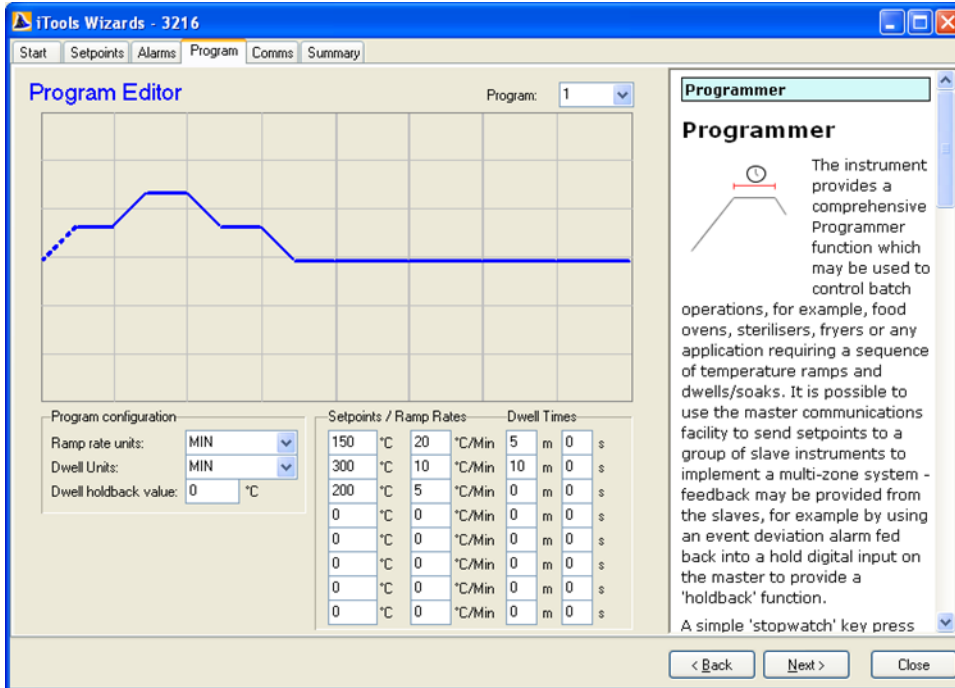 iTools Wizards - 3216
Start Setpoints Alarms Program Comms Summary
Program Editor
Program: 1
Program configuration
Ramp rate units: MIN
Dwell Units: MIN
Dwell holdback value: 0 °C
Setpoints / Ramp Rates Dwell Times
150 °C 20 °C/Min 5 m 0 s
300 °C 10 °C/Min 10 m 0 s
200 °C 5 °C/Min 0 m 0 s
0 °C 0 °C/Min 0 m 0 s
0 °C 0 °C/Min 0 m 0 s
0 °C 0 °C/Min 0 m 0 s
0 °C 0 °C/Min 0 m 0 s
0 °C 0 °C/Min 0 m 0 s
Programmer
Programmer
The instrument
provides a
comprehensive
Programmer
function which
may be used to
control batch
operations, for example, food
ovens, sterilisers, fryers or any
application requiring a sequence
of temperature ramps and
dwells/soaks. It is possible to
use the master communications
facility to send setpoints to a
group of slave instruments to
implement a multi-zone system -
feedback may be provided from
the slaves, for example by using
an event deviation alarm fed
back into a hold digital input on
the master to provide a
'holdback' function.
A simple 'stopwatch' key press
< Back Next > Close